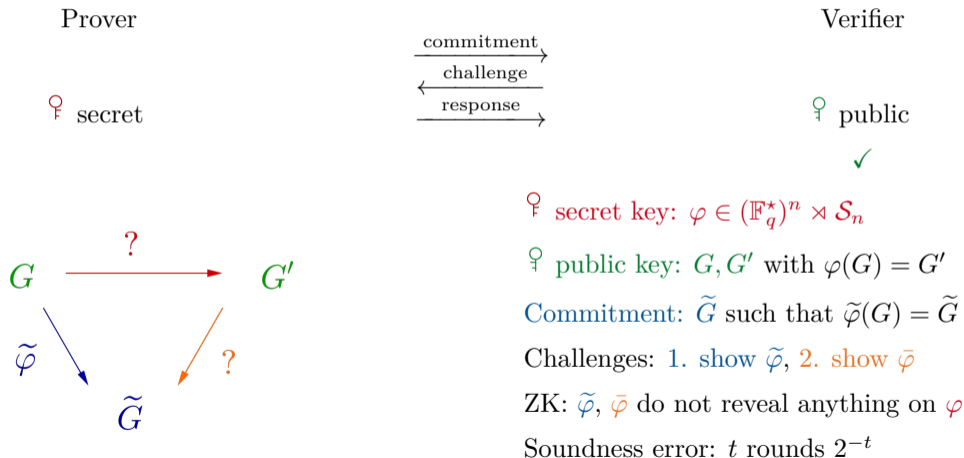 Prover
Verifier
commitment
challenge
response
secret
public
✓
secret key: φ ∈ (𝔽_q^⋆)^n ⋊ 𝒮_n
?
G
G′
public key: G, G′ with φ(G) = G′
Commitment: G̃ such that φ̃(G) = G̃
φ̃
?
Challenges: 1. show φ̃, 2. show φ̄
G̃
ZK: φ̃, φ̄ do not reveal anything on φ
Soundness error: t rounds 2^{−t}